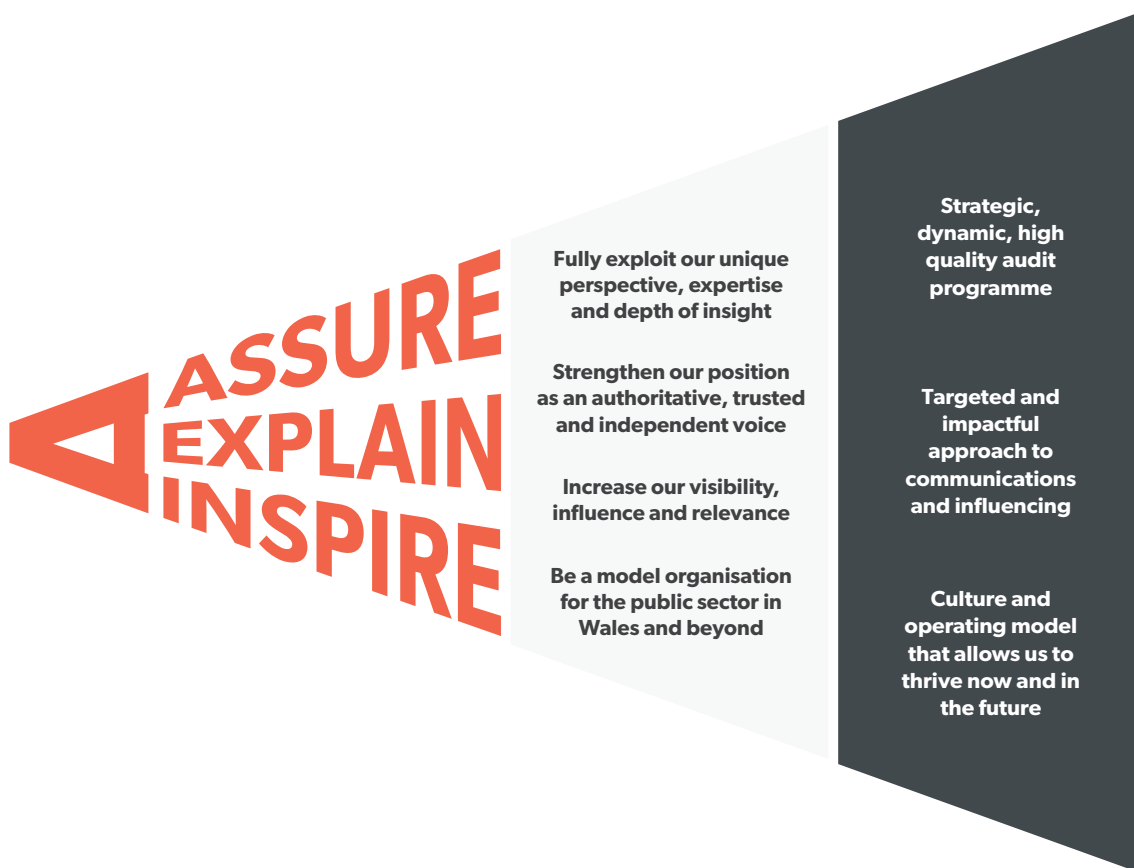 ASSURE
EXPLAIN
INSPIRE
Fully exploit our unique
perspective, expertise
and depth of insight
Strengthen our position
as an authoritative, trusted
and independent voice
Increase our visibility,
influence and relevance
Be a model organisation
for the public sector in
Wales and beyond
Strategic,
dynamic, high
quality audit
programme
Targeted and
impactful
approach to
communications
and influencing
Culture and
operating model
that allows us to
thrive now and in
the future